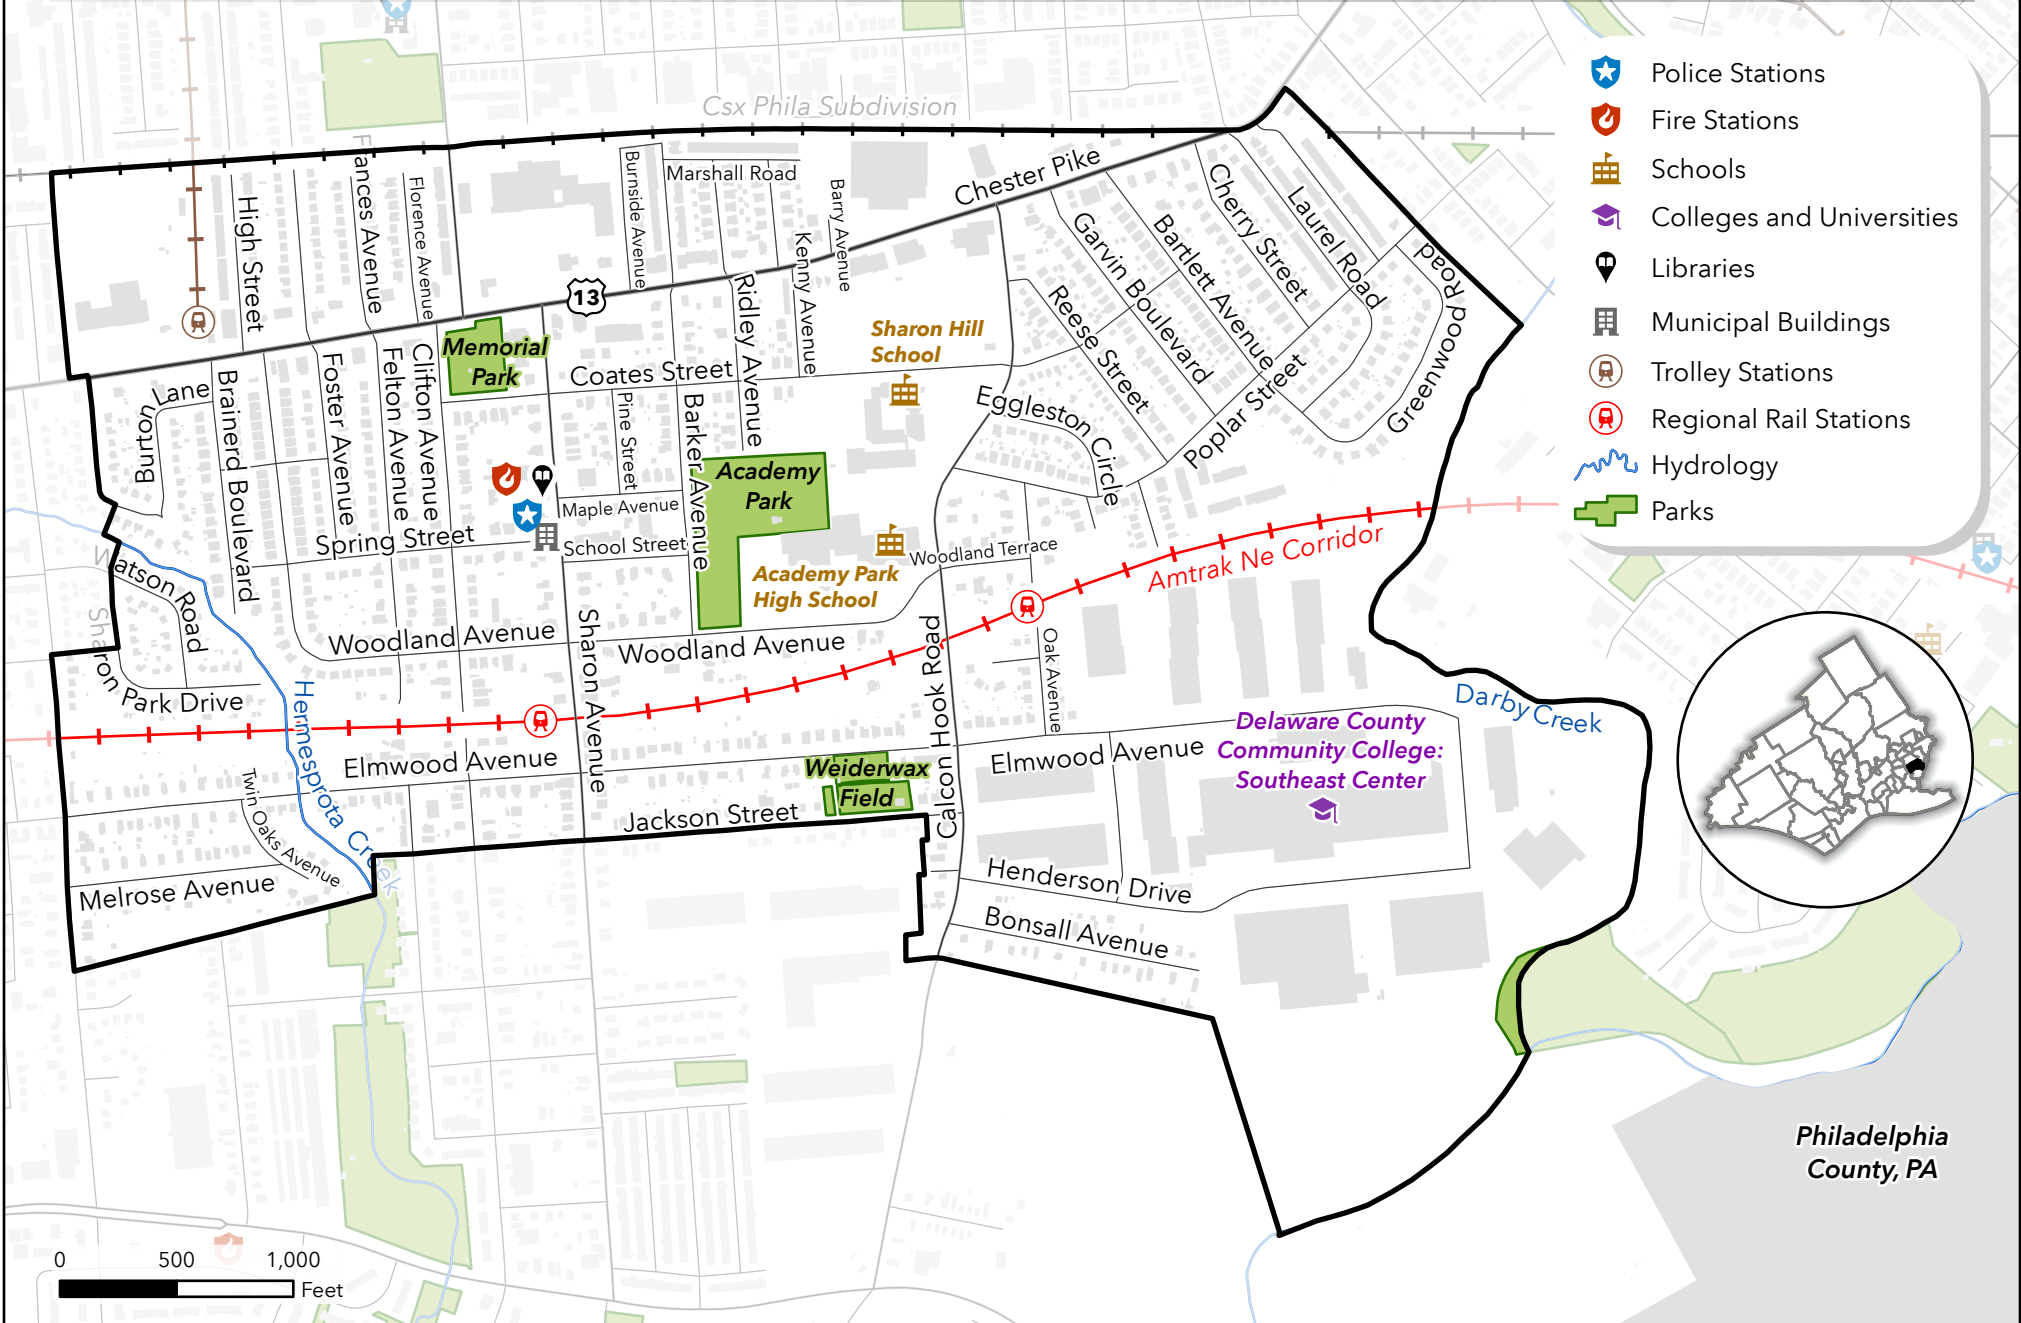 Csx Phila Subdivision
Police Stations
Fire Stations
Schools
Colleges and Universities
Libraries
Municipal Buildings
Trolley Stations
Regional Rail Stations
Hydrology
Parks
High Street
Frances Avenue
Florence Avenue
Burnside Avenue
Marshall Road
Barry Avenue
Kenny Avenue
Chester Pike
13
Ridley Avenue
Garvin Boulevard
Bartlett Avenue
Cherry Street
Laurel Road
Greenwood Road
Reese Street
Poplar Street
Eggleston Circle
Memorial
Park
Coates Street
Sharon Hill
School
Burton Lane
Brainerd Boulevard
Foster Avenue
Felton Avenue
Clifton Avenue
Pine Street
Barker Avenue
Academy
Park
Maple Avenue
School Street
Spring Street
Academy Park
High School
Woodland Terrace
Amtrak Ne Corridor
Watson Road
Sharon Park Drive
Woodland Avenue
Woodland Avenue
Sharon Avenue
Calcon Hook Road
Oak Avenue
Hermesprota Creek
Elmwood Avenue
Elmwood Avenue
Twin Oaks Avenue
Melrose Avenue
Jackson Street
Weiderwax
Field
Delaware County
Community College:
Southeast Center
Darby Creek
Henderson Drive
Bonsall Avenue
Philadelphia
County, PA
0 500 1,000
Feet